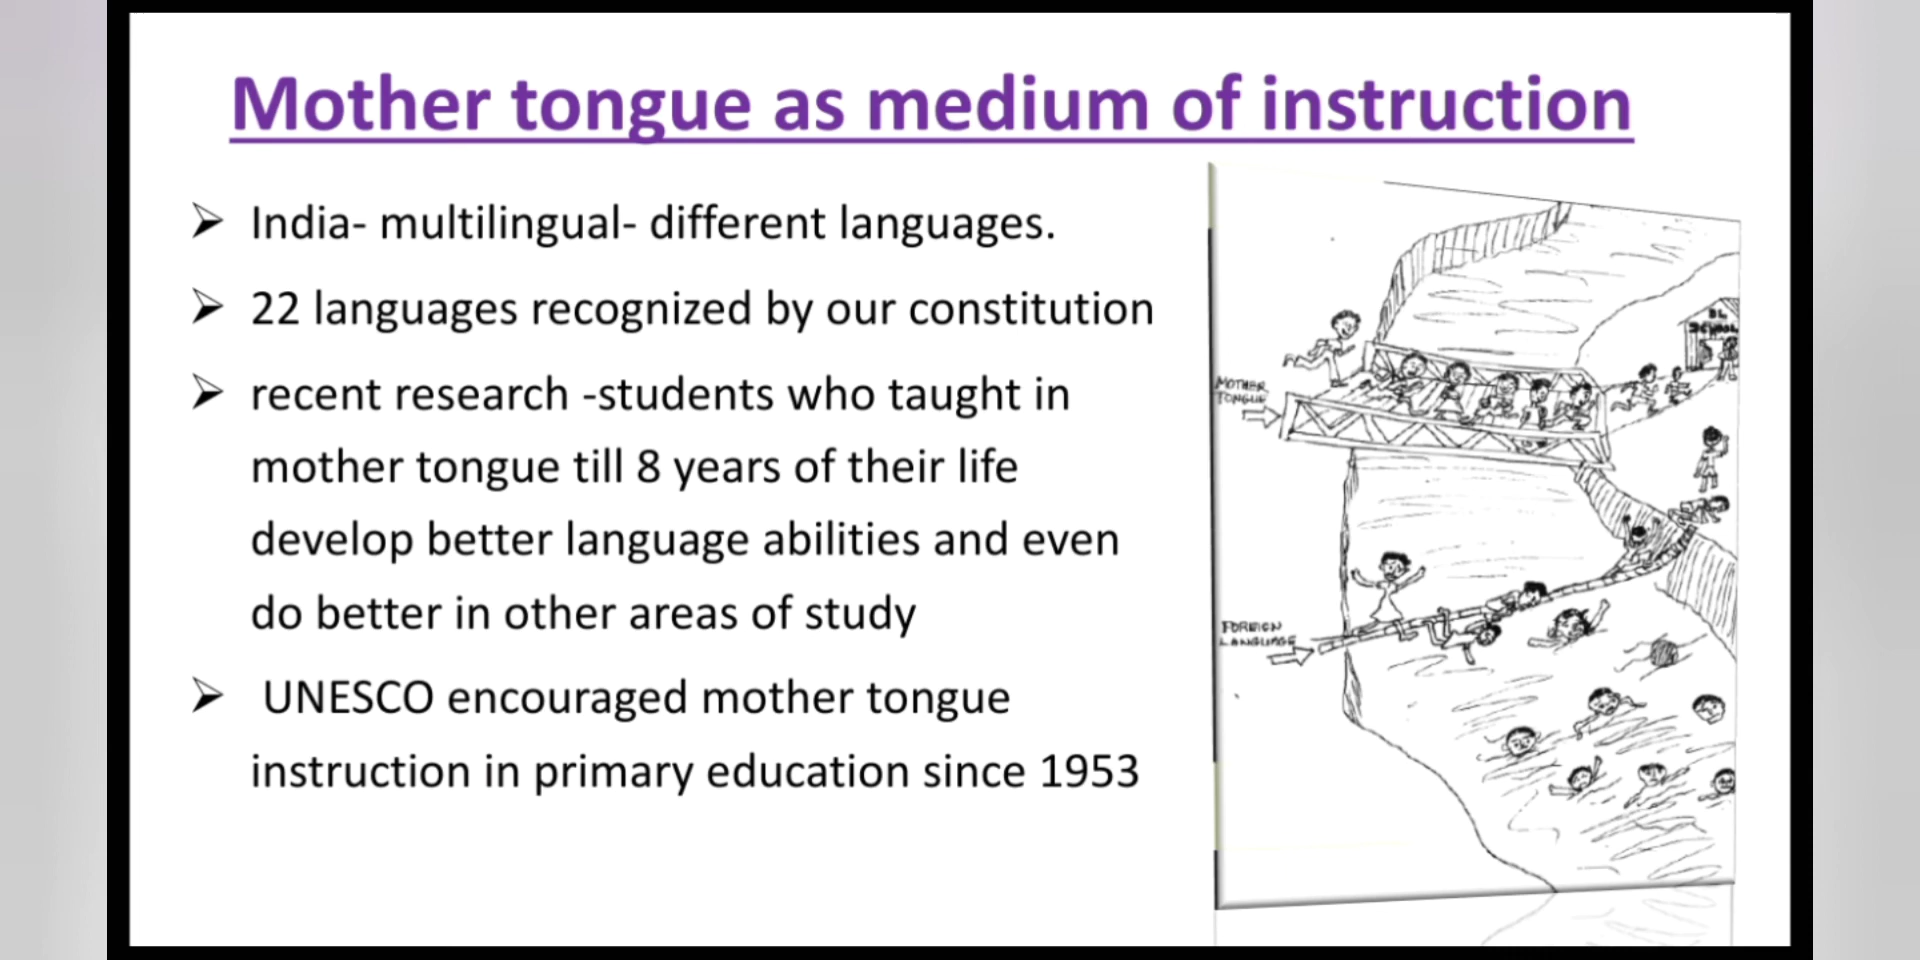 Mother tongue as medium of instruction
➢ India- multilingual- different languages.
➢ 22 languages recognized by our constitution
➢ recent research -students who taught in
mother tongue till 8 years of their life
develop better language abilities and even
do better in other areas of study
➢ UNESCO encouraged mother tongue
instruction in primary education since 1953
MOTHER
TONGUE
FOREIGN
LANGUAGE
SCHOOL